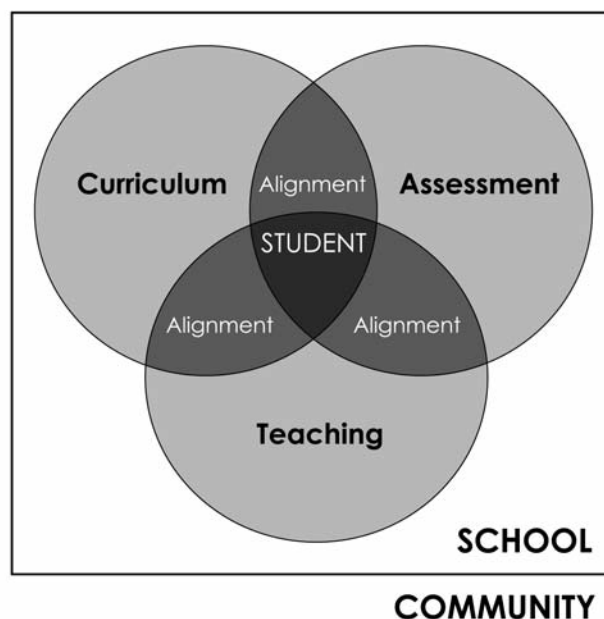 Curriculum
Alignment
Assessment
STUDENT
Alignment
Alignment
Teaching
SCHOOL
COMMUNITY